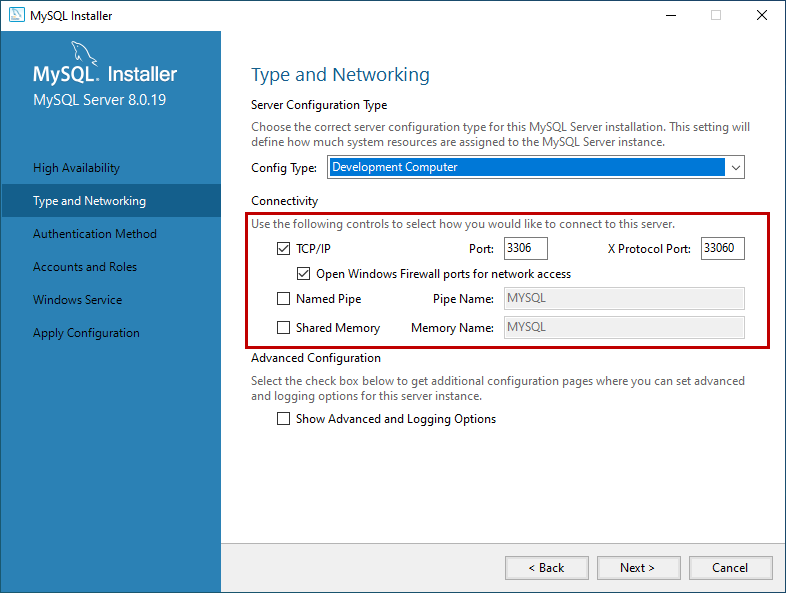 MySQL Installer
MySQL. Installer
MySQL Server 8.0.19
High Availability
Type and Networking
Authentication Method
Accounts and Roles
Windows Service
Apply Configuration
Type and Networking
Server Configuration Type
Choose the correct server configuration type for this MySQL Server installation. This setting will
define how much system resources are assigned to the MySQL Server instance.
Config Type: Development Computer
Connectivity
Use the following controls to select how you would like to connect to this server.
TCP/IP Port: 3306 X Protocol Port: 33060
Open Windows Firewall ports for network access
Named Pipe Pipe Name: MYSQL
Shared Memory Memory Name: MYSQL
Advanced Configuration
Select the check box below to get additional configuration pages where you can set advanced
and logging options for this server instance.
Show Advanced and Logging Options
< Back Next > Cancel